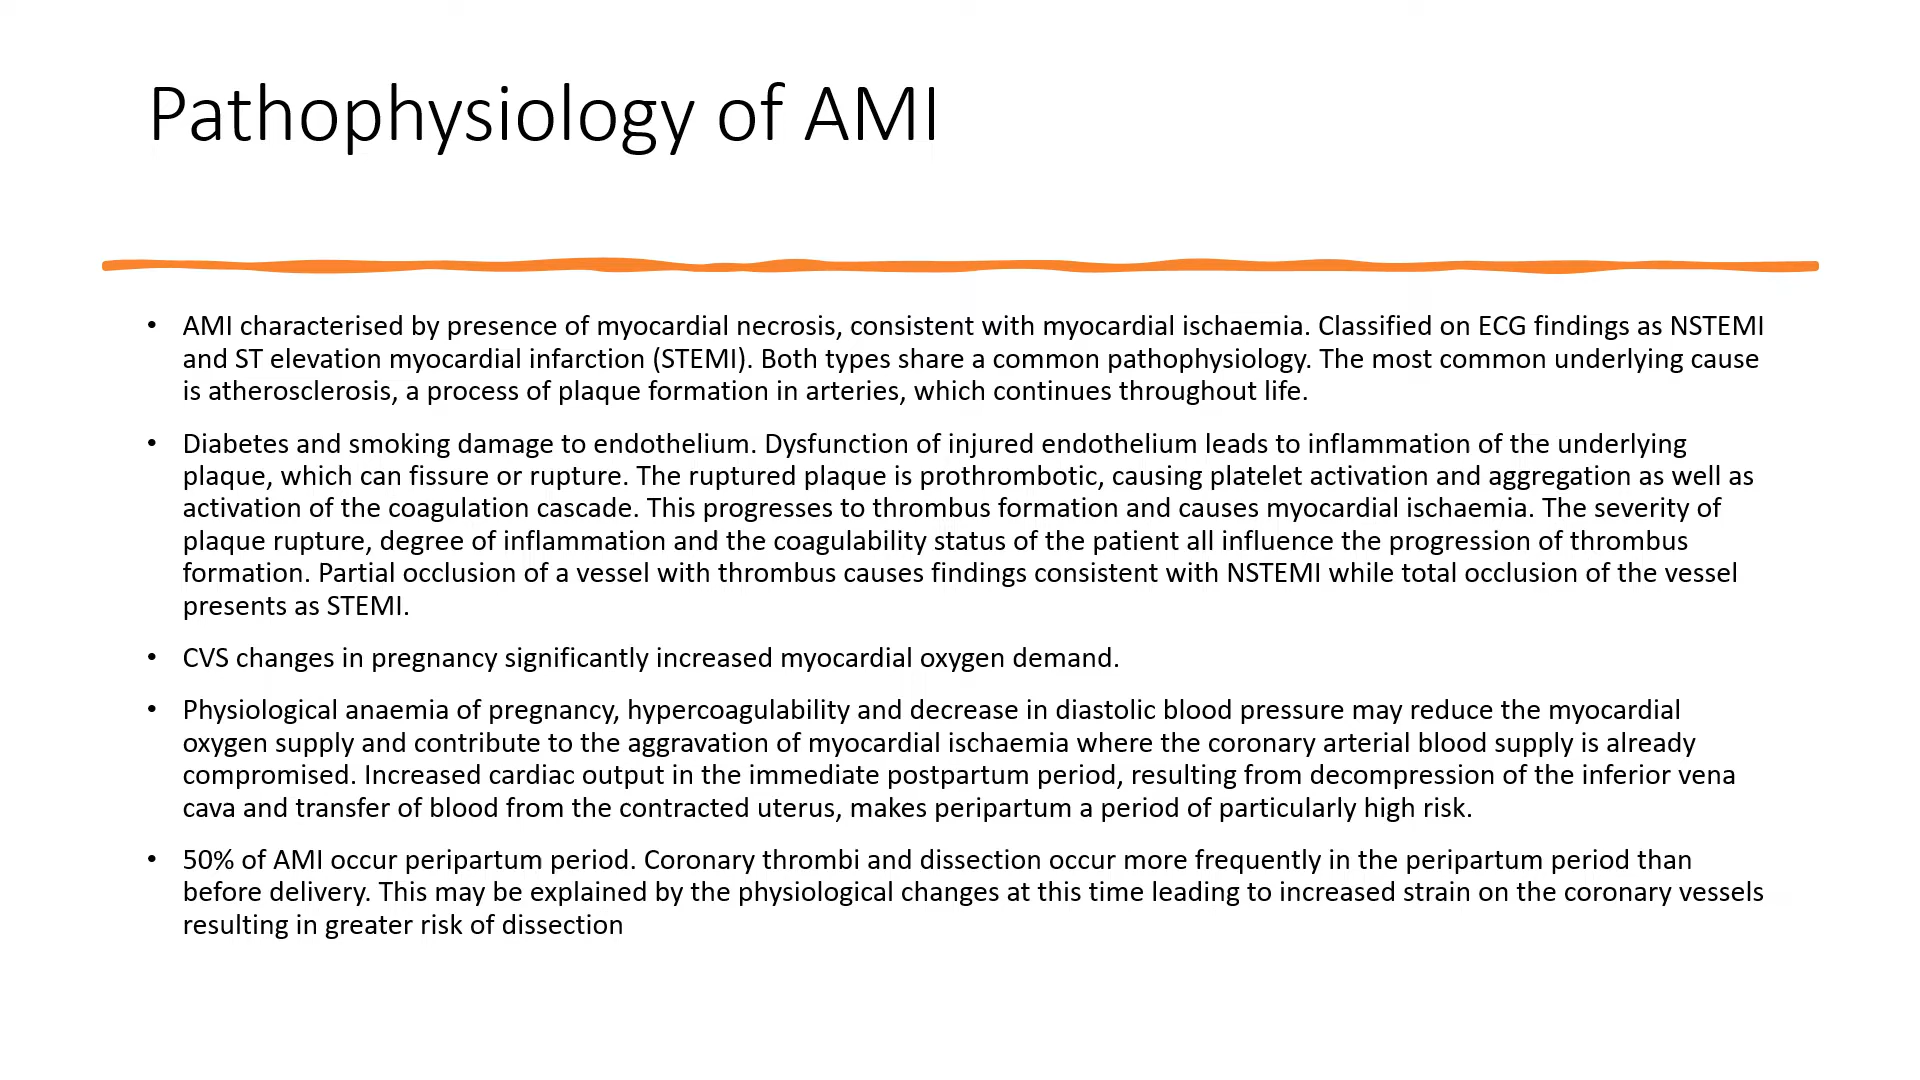 Pathophysiology of AMI
• AMI characterised by presence of myocardial necrosis, consistent with myocardial ischaemia. Classified on ECG findings as NSTEMI
and ST elevation myocardial infarction (STEMI). Both types share a common pathophysiology. The most common underlying cause
is atherosclerosis, a process of plaque formation in arteries, which continues throughout life.
• Diabetes and smoking damage to endothelium. Dysfunction of injured endothelium leads to inflammation of the underlying
plaque, which can fissure or rupture. The ruptured plaque is prothrombotic, causing platelet activation and aggregation as well as
activation of the coagulation cascade. This progresses to thrombus formation and causes myocardial ischaemia. The severity of
plaque rupture, degree of inflammation and the coagulability status of the patient all influence the progression of thrombus
formation. Partial occlusion of a vessel with thrombus causes findings consistent with NSTEMI while total occlusion of the vessel
presents as STEMI.
• CVS changes in pregnancy significantly increased myocardial oxygen demand.
• Physiological anaemia of pregnancy, hypercoagulability and decrease in diastolic blood pressure may reduce the myocardial
oxygen supply and contribute to the aggravation of myocardial ischaemia where the coronary arterial blood supply is already
compromised. Increased cardiac output in the immediate postpartum period, resulting from decompression of the inferior vena
cava and transfer of blood from the contracted uterus, makes peripartum a period of particularly high risk.
• 50% of AMI occur peripartum period. Coronary thrombi and dissection occur more frequently in the peripartum period than
before delivery. This may be explained by the physiological changes at this time leading to increased strain on the coronary vessels
resulting in greater risk of dissection